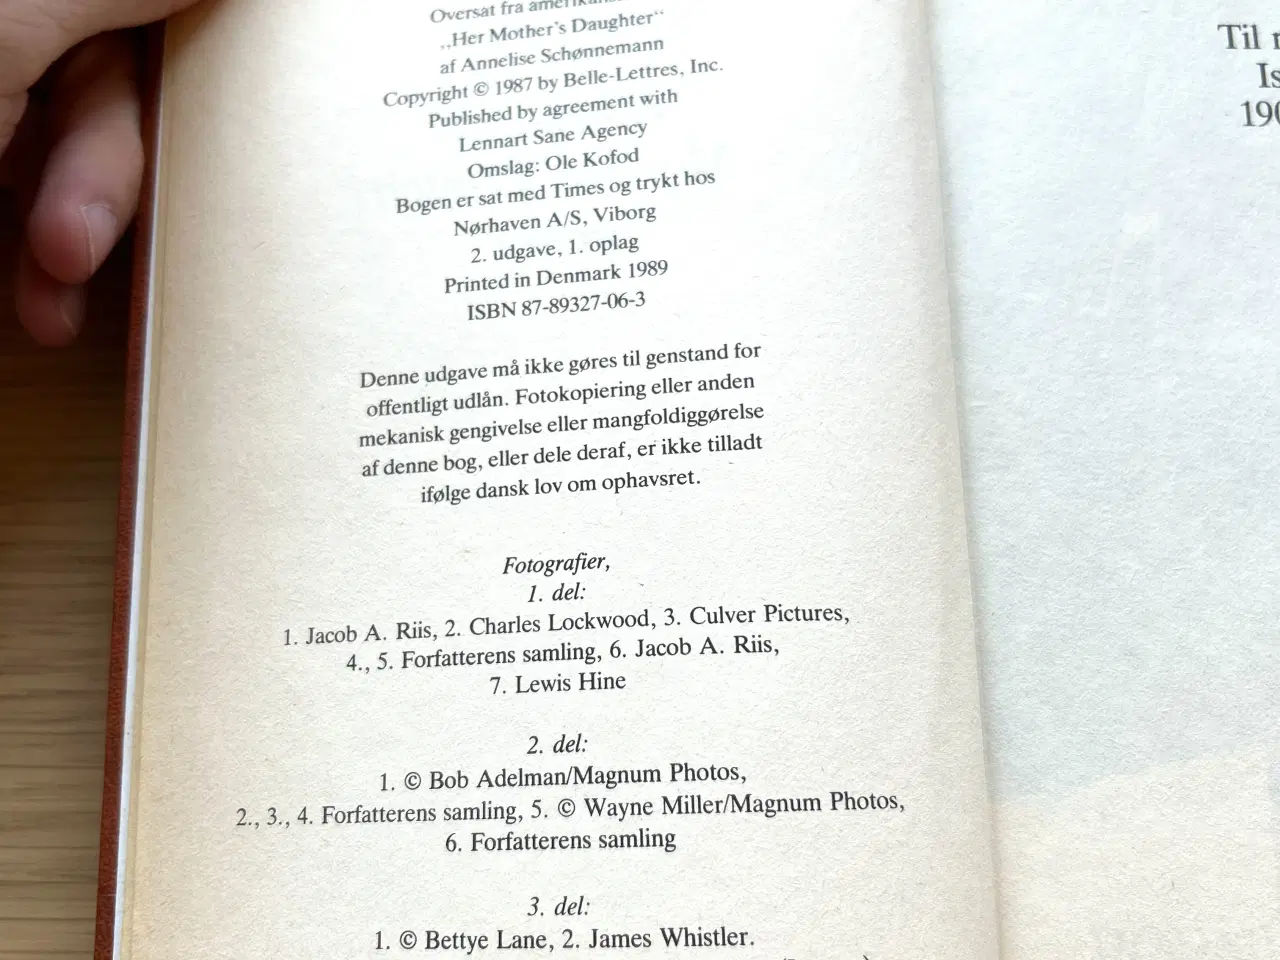 Oversat fra
„Her Mother's Daughter“
af Annelise Schønnemann
Copyright © 1987 by Belle-Lettres, Inc.
Published by agreement with
Lennart Sane Agency
Omslag: Ole Kofod
Bogen er sat med Times og trykt hos
Nørhaven A/S, Viborg
2. udgave, 1. oplag
Printed in Denmark 1989
ISBN 87-89327-06-3
Denne udgave må ikke gøres til genstand for
offentligt udlån. Fotokopiering eller anden
mekanisk gengivelse eller mangfoldiggørelse
af denne bog, eller dele deraf, er ikke tilladt
ifølge dansk lov om ophavsret.
Fotografier,
1. del:
1. Jacob A. Riis, 2. Charles Lockwood, 3. Culver Pictures,
4., 5. Forfatterens samling, 6. Jacob A. Riis,
7. Lewis Hine
2. del:
1. © Bob Adelman/Magnum Photos,
2., 3., 4. Forfatterens samling, 5. © Wayne Miller/Magnum Photos,
6. Forfatterens samling
3. del:
1. © Bettye Lane, 2. James Whistler.
Til